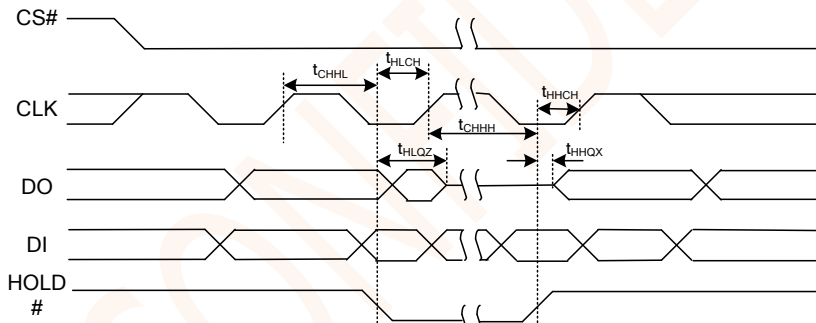 CS#
tCHHL
tHLCH
tHHCH
CLK
tCHHH
tHLQZ
tHHQX
DO
DI
HOLD
#